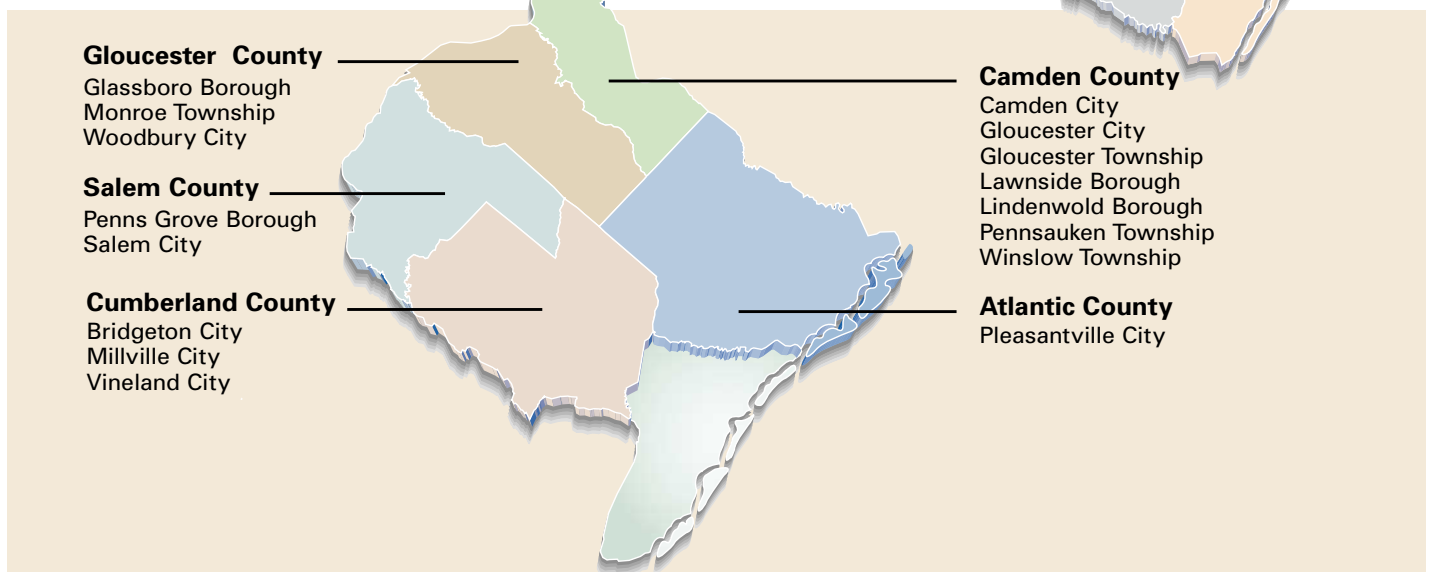 Gloucester County
Glassboro Borough
Monroe Township
Woodbury City
Salem County
Penns Grove Borough
Salem City
Cumberland County
Bridgeton City
Millville City
Vineland City
Camden County
Camden City
Gloucester City
Gloucester Township
Lawnside Borough
Lindenwold Borough
Pennsauken Township
Winslow Township
Atlantic County
Pleasantville City